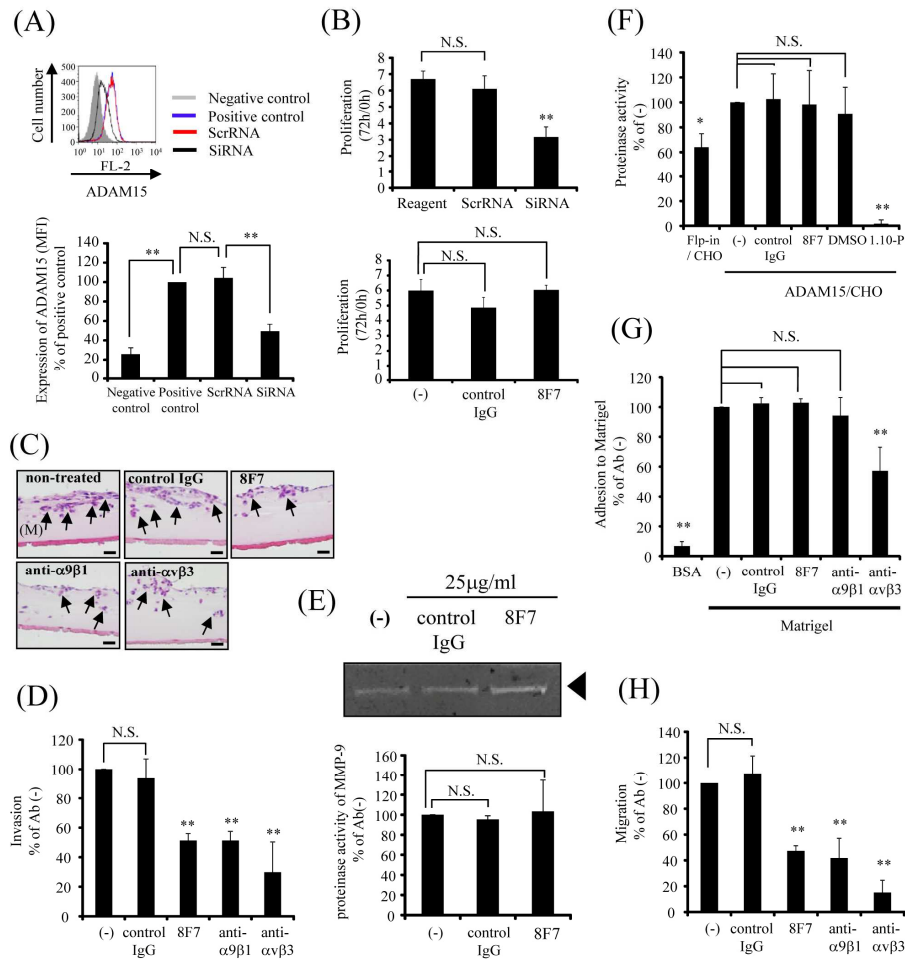 (A)
Cell number
500
400
300
200
100
0
10⁰ 10¹ 10² 10³ 10⁴
FL-2
ADAM15
Negative control
Positive control
ScrRNA
SiRNA
Expression of ADAM15 (MFI)
% of positive control
120
100
80
60
40
20
0
** N.S. **
Negative control
Positive control
ScrRNA
SiRNA
(B)
Proliferation
(72h/0h)
8
7
6
5
4
3
2
1
0
N.S.
**
Reagent ScrRNA SiRNA
Proliferation
(72h/0h)
8
7
6
5
4
3
2
1
0
N.S.
N.S.
(-) control IgG 8F7
(C)
non-treated
control IgG
8F7
(M)
anti-α9β1
anti-αvβ3
(D)
Invasion
% of Ab (-)
120
100
80
60
40
20
0
N.S.
** ** **
(-) control IgG 8F7 anti-α9β1 anti-αvβ3
(E)
25μg/ml
(-) control IgG 8F7
proteinase activity of MMP-9
% of Ab(-)
160
140
120
100
80
60
40
20
0
N.S.
N.S.
(-) control IgG 8F7
(F)
Proteinase activity
% of (-)
140
120
100
80
60
40
20
0
N.S.
* **
Flp-in / CHO
(-) control IgG 8F7 DMSO 1.10-P
ADAM15/CHO
(G)
Adhesion to Matrigel
% of Ab (-)
120
100
80
60
40
20
0
N.S.
** **
BSA (-) control IgG 8F7 anti-α9β1 anti-αvβ3
Matrigel
(H)
Migration
% of Ab (-)
140
120
100
80
60
40
20
0
N.S.
** ** **
(-) control IgG 8F7 anti-α9β1 anti-αvβ3